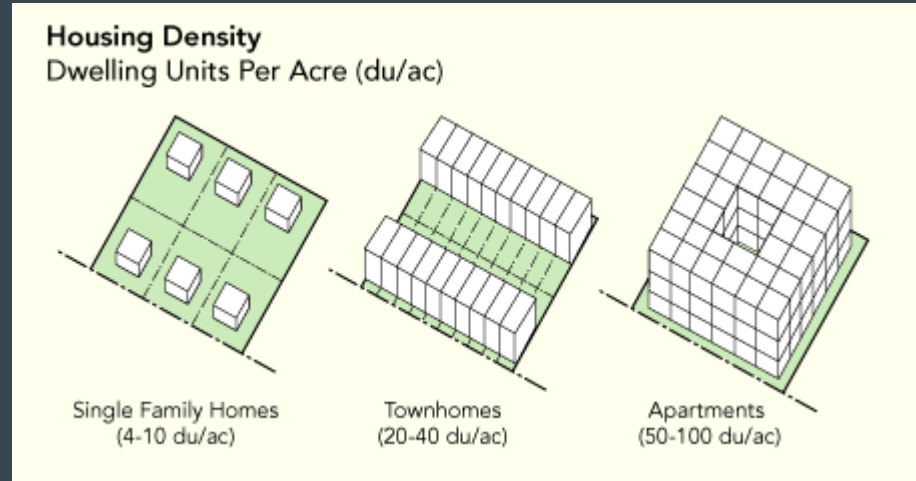 Housing Density
Dwelling Units Per Acre (du/ac)
Single Family Homes
(4-10 du/ac)
Townhomes
(20-40 du/ac)
Apartments
(50-100 du/ac)